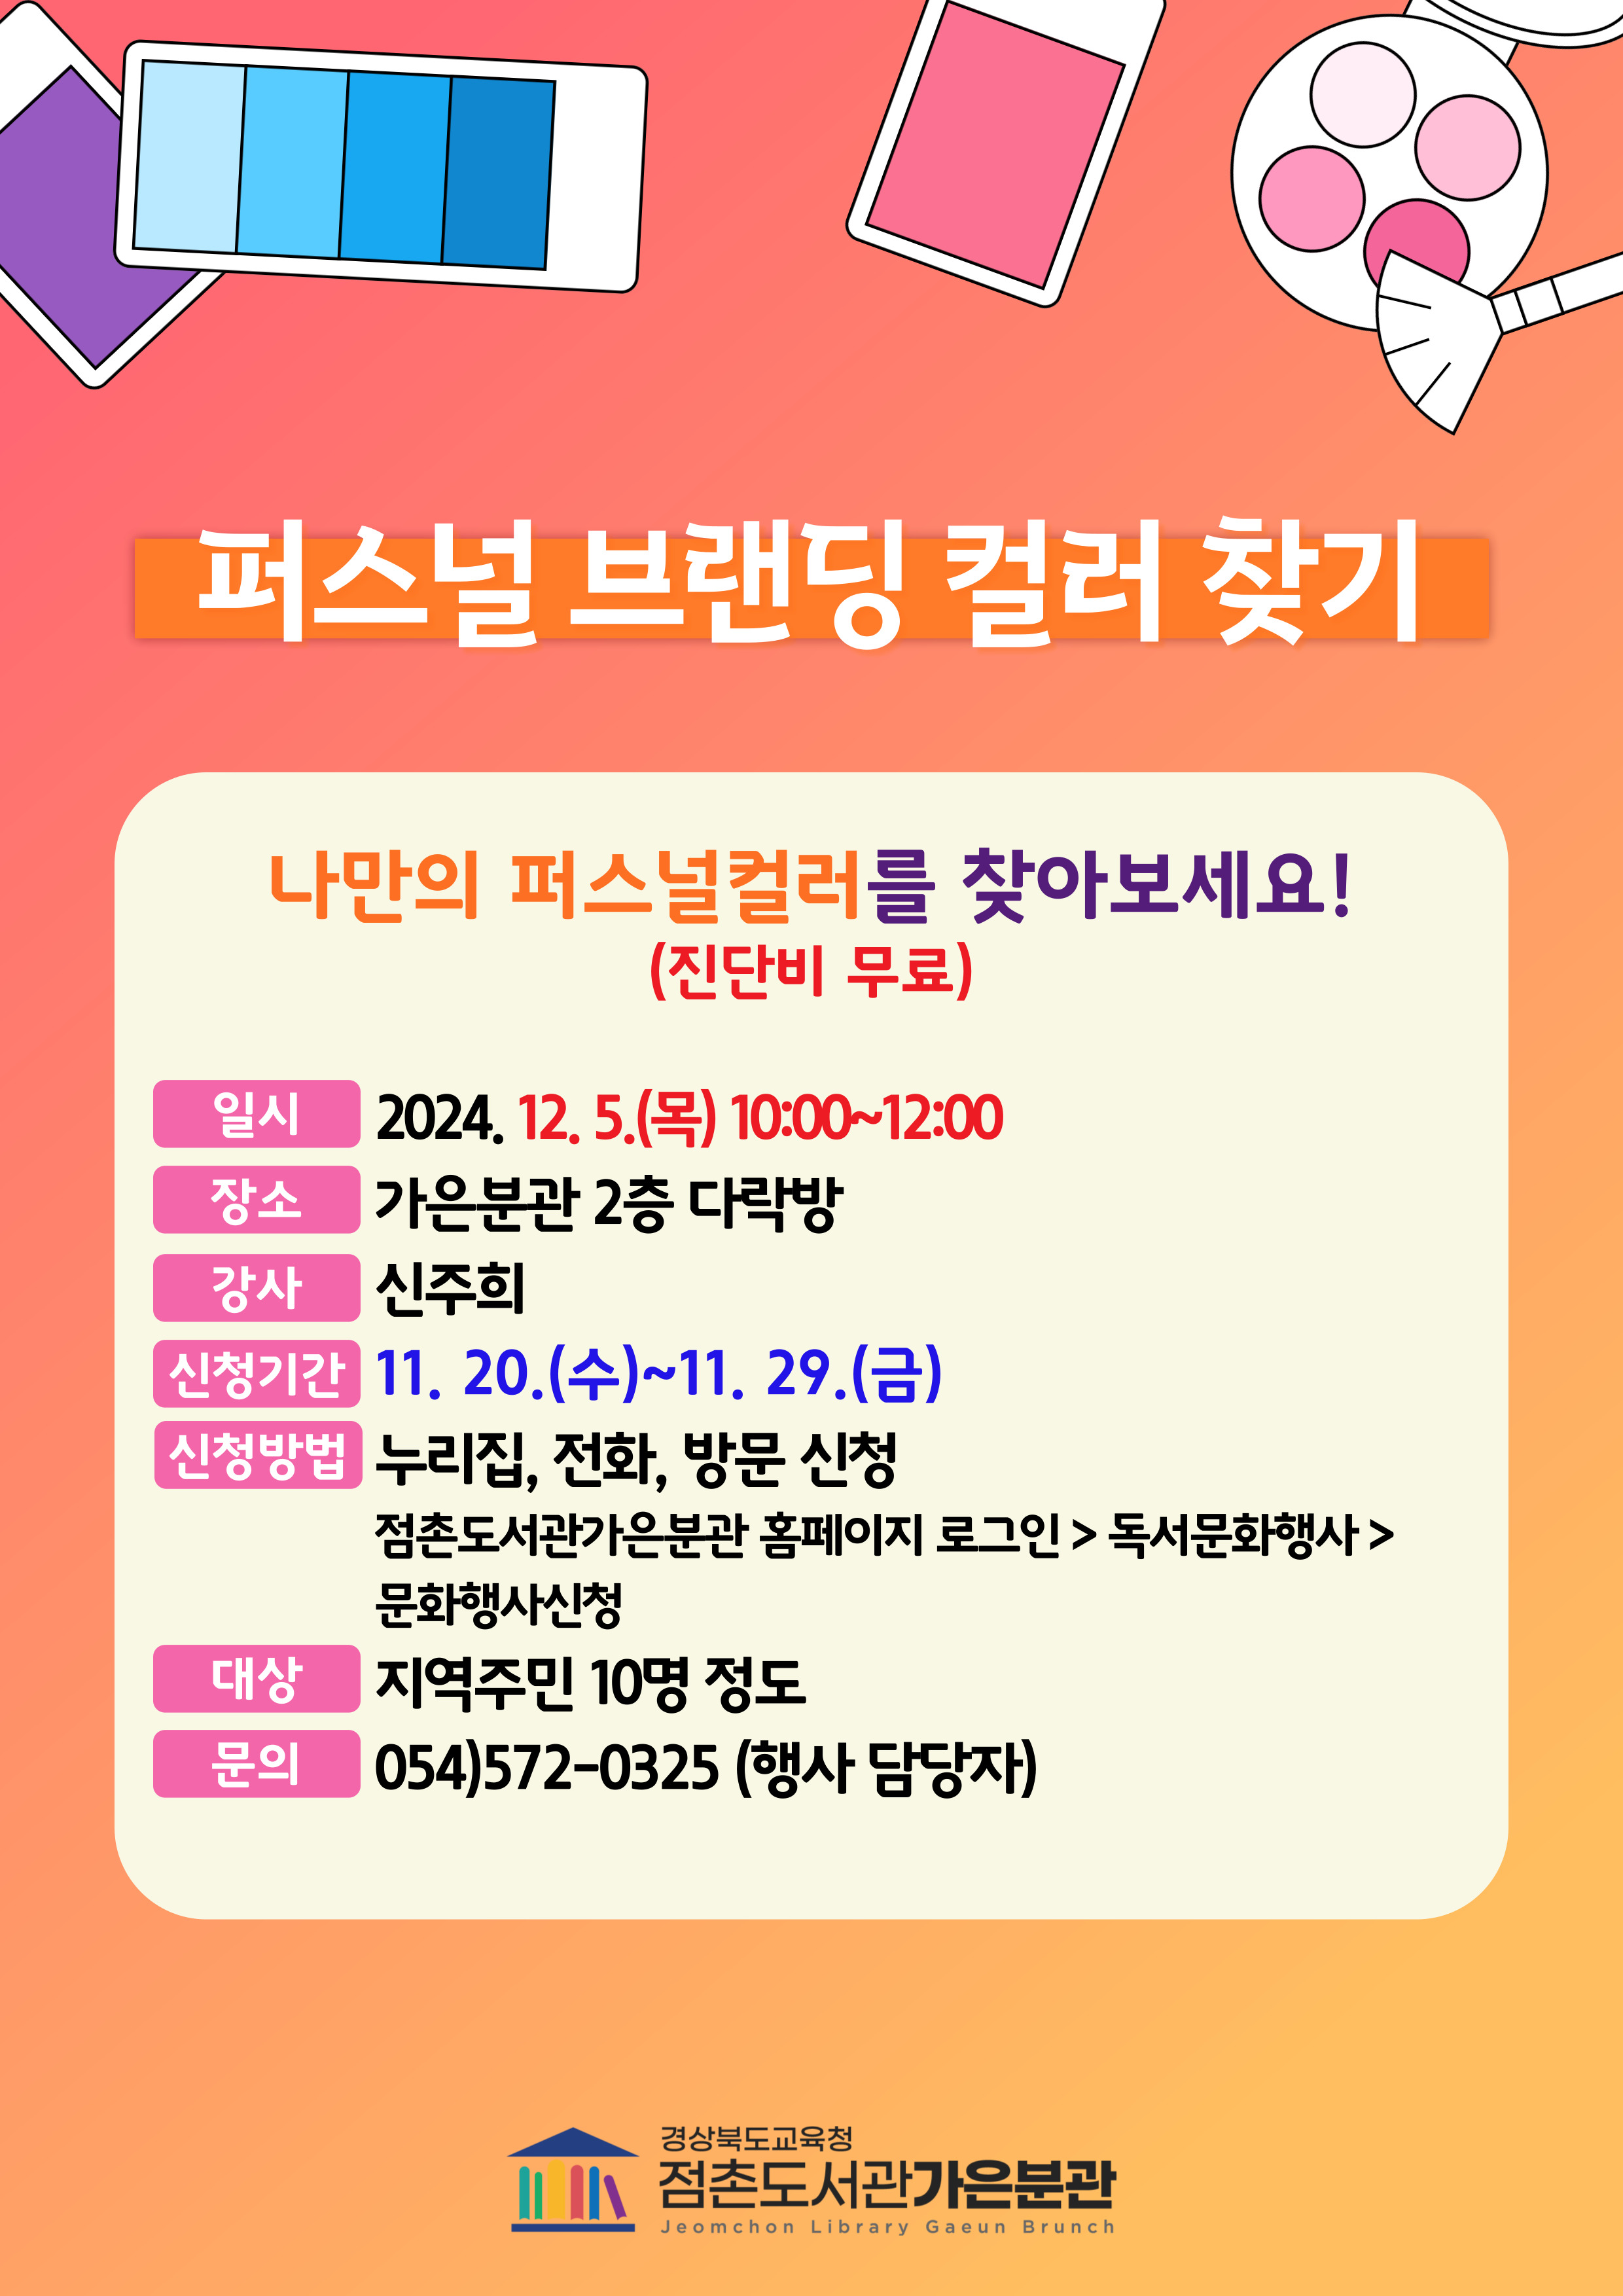 퍼스널 브랜딩 컬러 찾기
나만의 퍼스널컬러를 찾아보세요!
(진단비 무료)
일시 2024. 12. 5.(목) 10:00~12:00
장소 가은분관 2층 다락방
강사 신주희
신청기간 11. 20.(수)~11. 29.(금)
신청방법 누리집, 전화, 방문 신청
점촌도서관가은분관 홈페이지 로그인 > 독서문화행사 >
문화행사신청
대상 지역주민 10명 정도
문의 054)572-0325 (행사 담당자)
경상북도교육청
점촌도서관가은분관
Jeomchon Library Gaeun Brunch